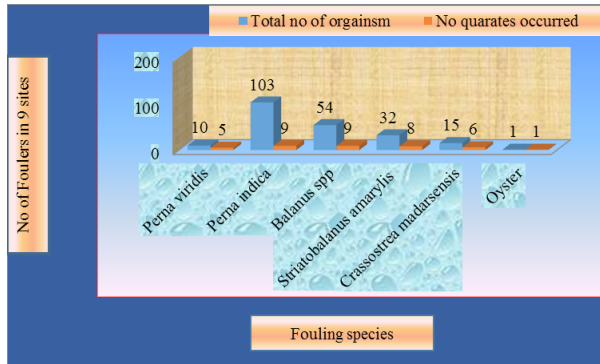 Total no of orgainsm No quarates occurred
No of Foulers in 9 sites
200
100
0
10 5 103 9 54 9 32 8 15 6 1 1
Perna viridis
Perna indica
Balanus spp
Striatobalanus amarylis
Crassostrea madarsensis
Oyster
Fouling species